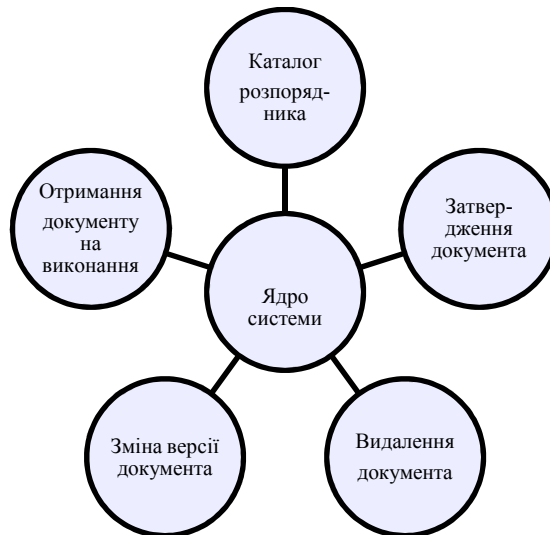 Каталог
розпоряд-
ника
Отримання
документу
на
виконання
Затвер-
дження
документа
Ядро
системи
Зміна версії
документа
Видалення
документа